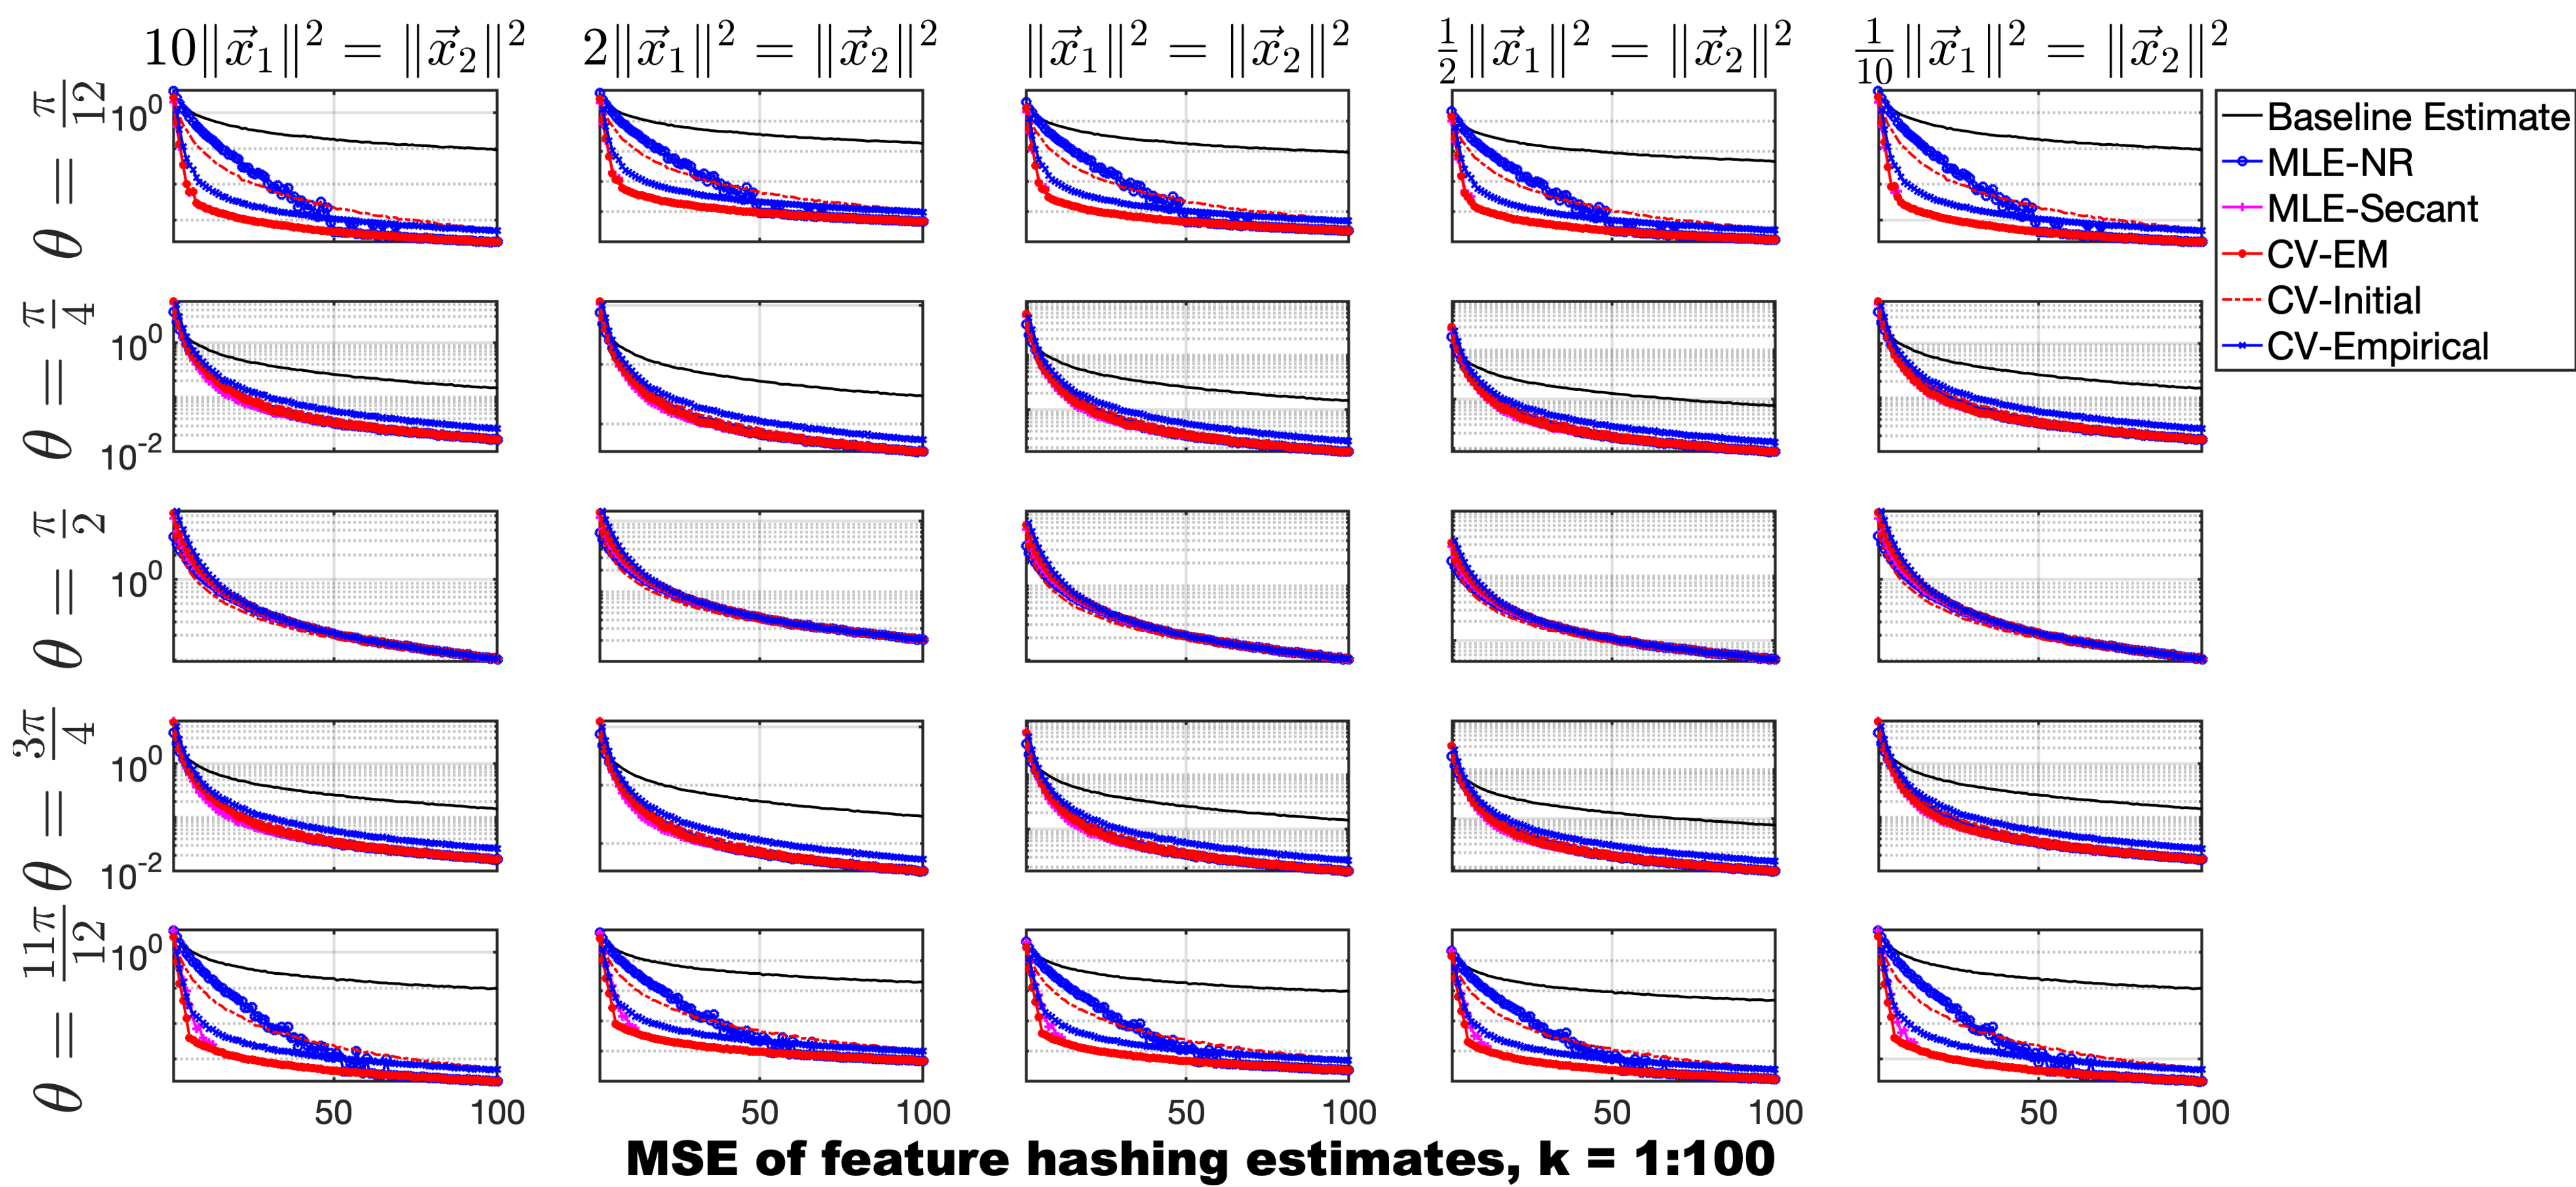 10‖x⃗₁‖² = ‖x⃗₂‖² 2‖x⃗₁‖² = ‖x⃗₂‖² ‖x⃗₁‖² = ‖x⃗₂‖² ½‖x⃗₁‖² = ‖x⃗₂‖² 1/10‖x⃗₁‖² = ‖x⃗₂‖²
θ = π/12
10⁰
Baseline Estimate
MLE-NR
MLE-Secant
CV-EM
CV-Initial
CV-Empirical
θ = π/4
10⁰
10⁻²
θ = π/2
10⁰
θ = 3π/4
10⁰
10⁻²
θ = 11π/12
10⁰
50 100 50 100 50 100 50 100 50 100
MSE of feature hashing estimates, k = 1:100